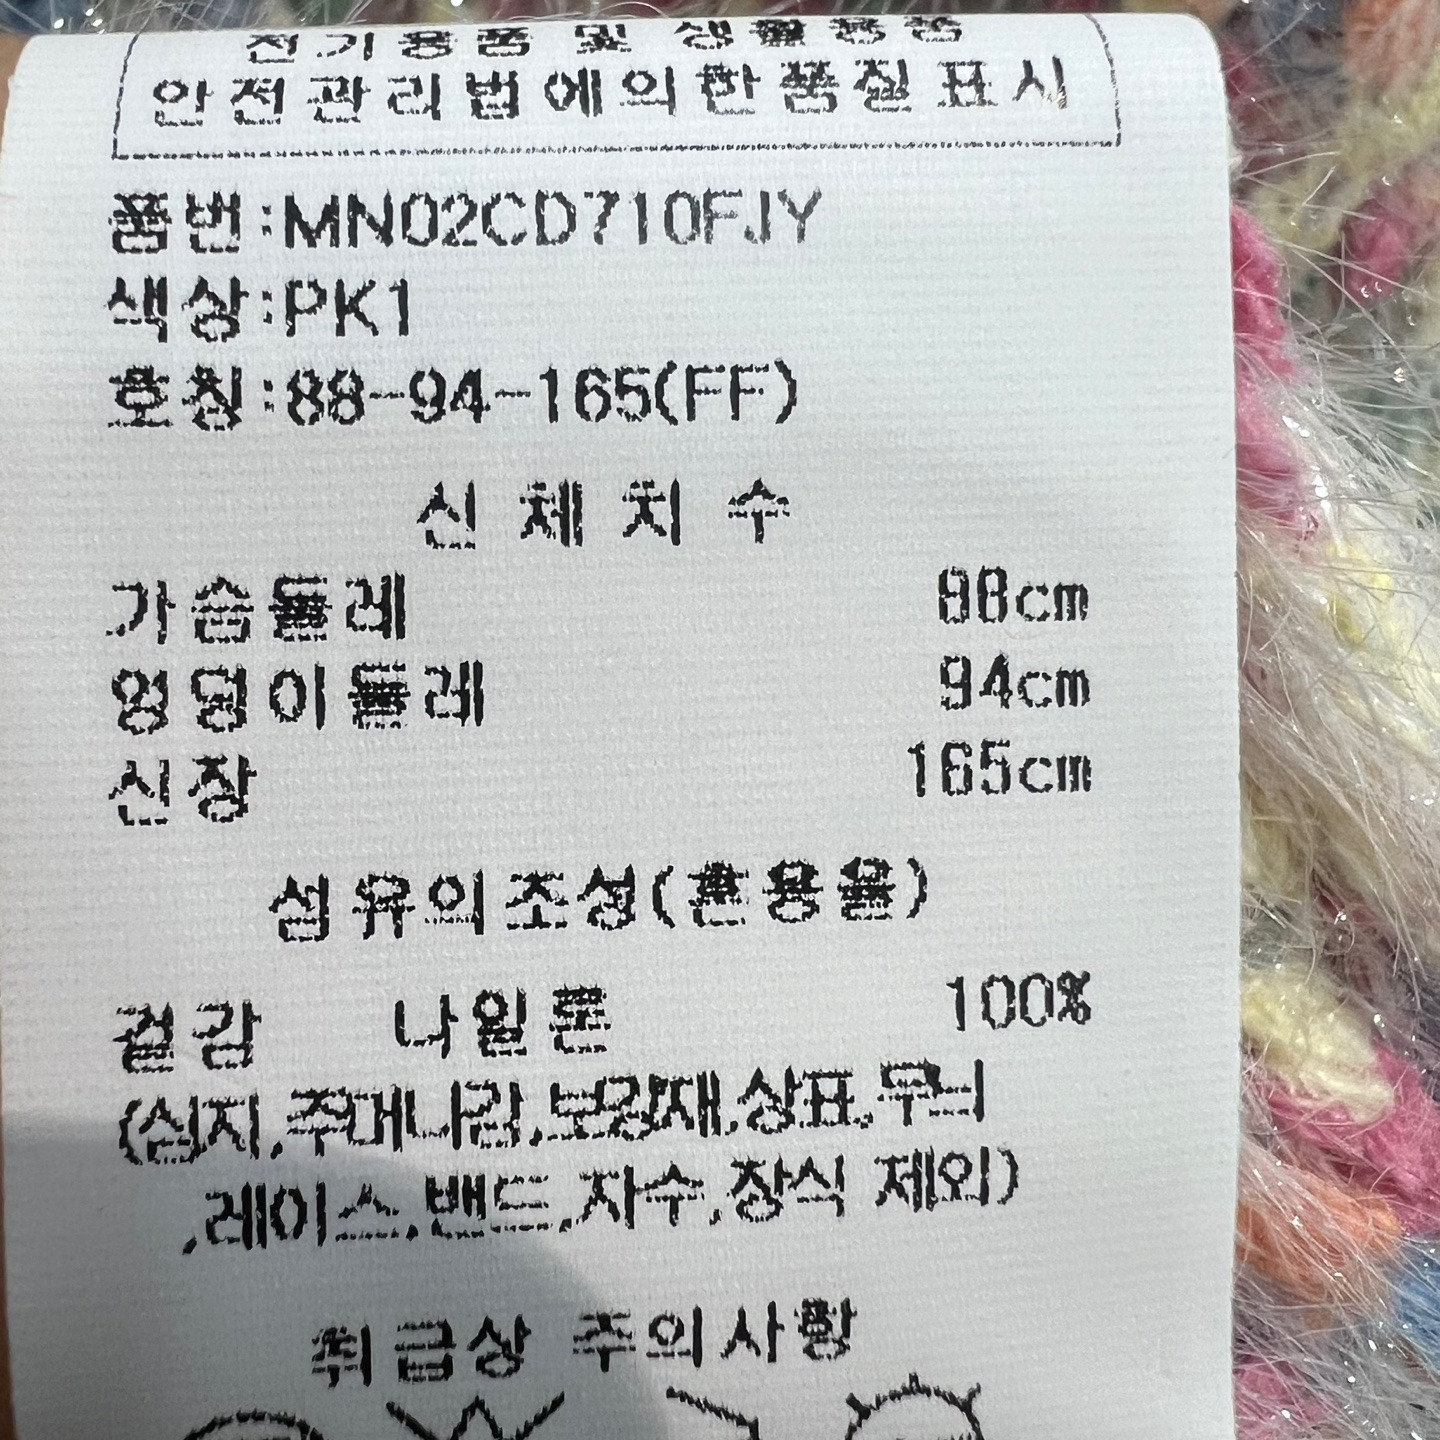 전기용품 및 생활용품
안전관리법에의한품질표시
품번:MN02CD710FJY
색상:PK1
호칭:88-94-165(FF)
신체치수
가슴둘레 88cm
엉덩이둘레 94cm
신장 165cm
섬유의조성(혼용율)
겉감 나일론 100%
(심지,주머니감,보강재,상표,무늬
,레이스,밴드,자수,장식 제외)
취급상 주의사항